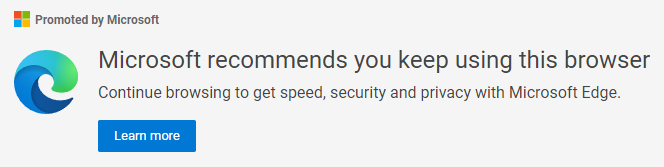 Promoted by Microsoft
Microsoft recommends you keep using this browser
Continue browsing to get speed, security and privacy with Microsoft Edge.
Learn more